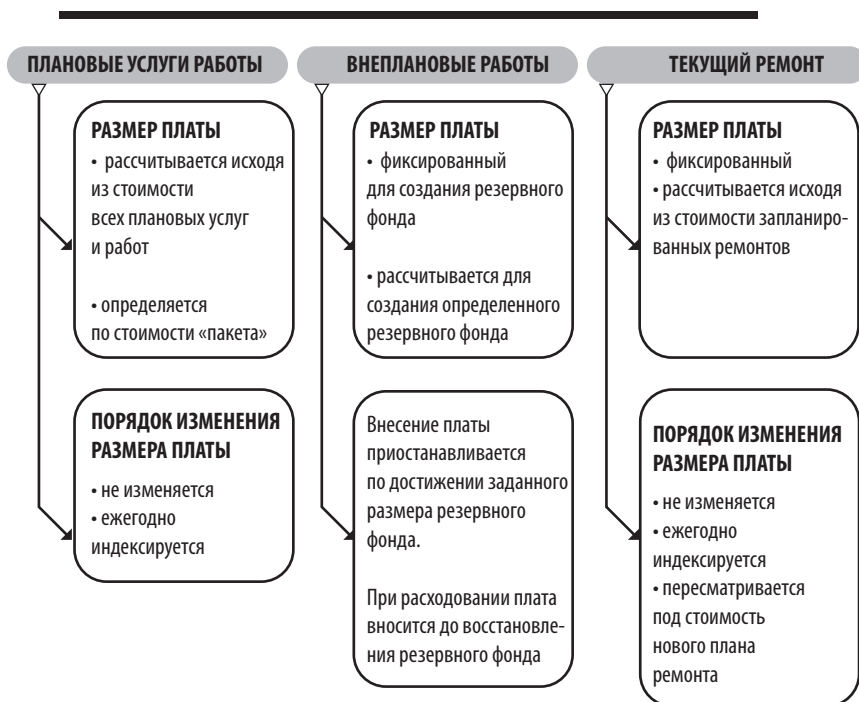 ПЛАНОВЫЕ УСЛУГИ РАБОТЫ
РАЗМЕР ПЛАТЫ
• рассчитывается исходя
из стоимости
всех плановых услуг
и работ
• определяется
по стоимости «пакета»
ПОРЯДОК ИЗМЕНЕНИЯ
РАЗМЕРА ПЛАТЫ
• не изменяется
• ежегодно
индексируется
ВНЕПЛАНОВЫЕ РАБОТЫ
РАЗМЕР ПЛАТЫ
• фиксированный
для создания резервного
фонда
• рассчитывается для
создания определенного
резервного фонда
Внесение платы
приостанавливается
по достижении заданного
размера резервного
фонда.
При расходовании плата
вносится до восстановле-
ния резервного фонда
ТЕКУЩИЙ РЕМОНТ
РАЗМЕР ПЛАТЫ
• фиксированный
• рассчитывается исходя
из стоимости запланиро-
ванных ремонтов
ПОРЯДОК ИЗМЕНЕНИЯ
РАЗМЕРА ПЛАТЫ
• не изменяется
• ежегодно
индексируется
• пересматривается
под стоимость
нового плана
ремонта